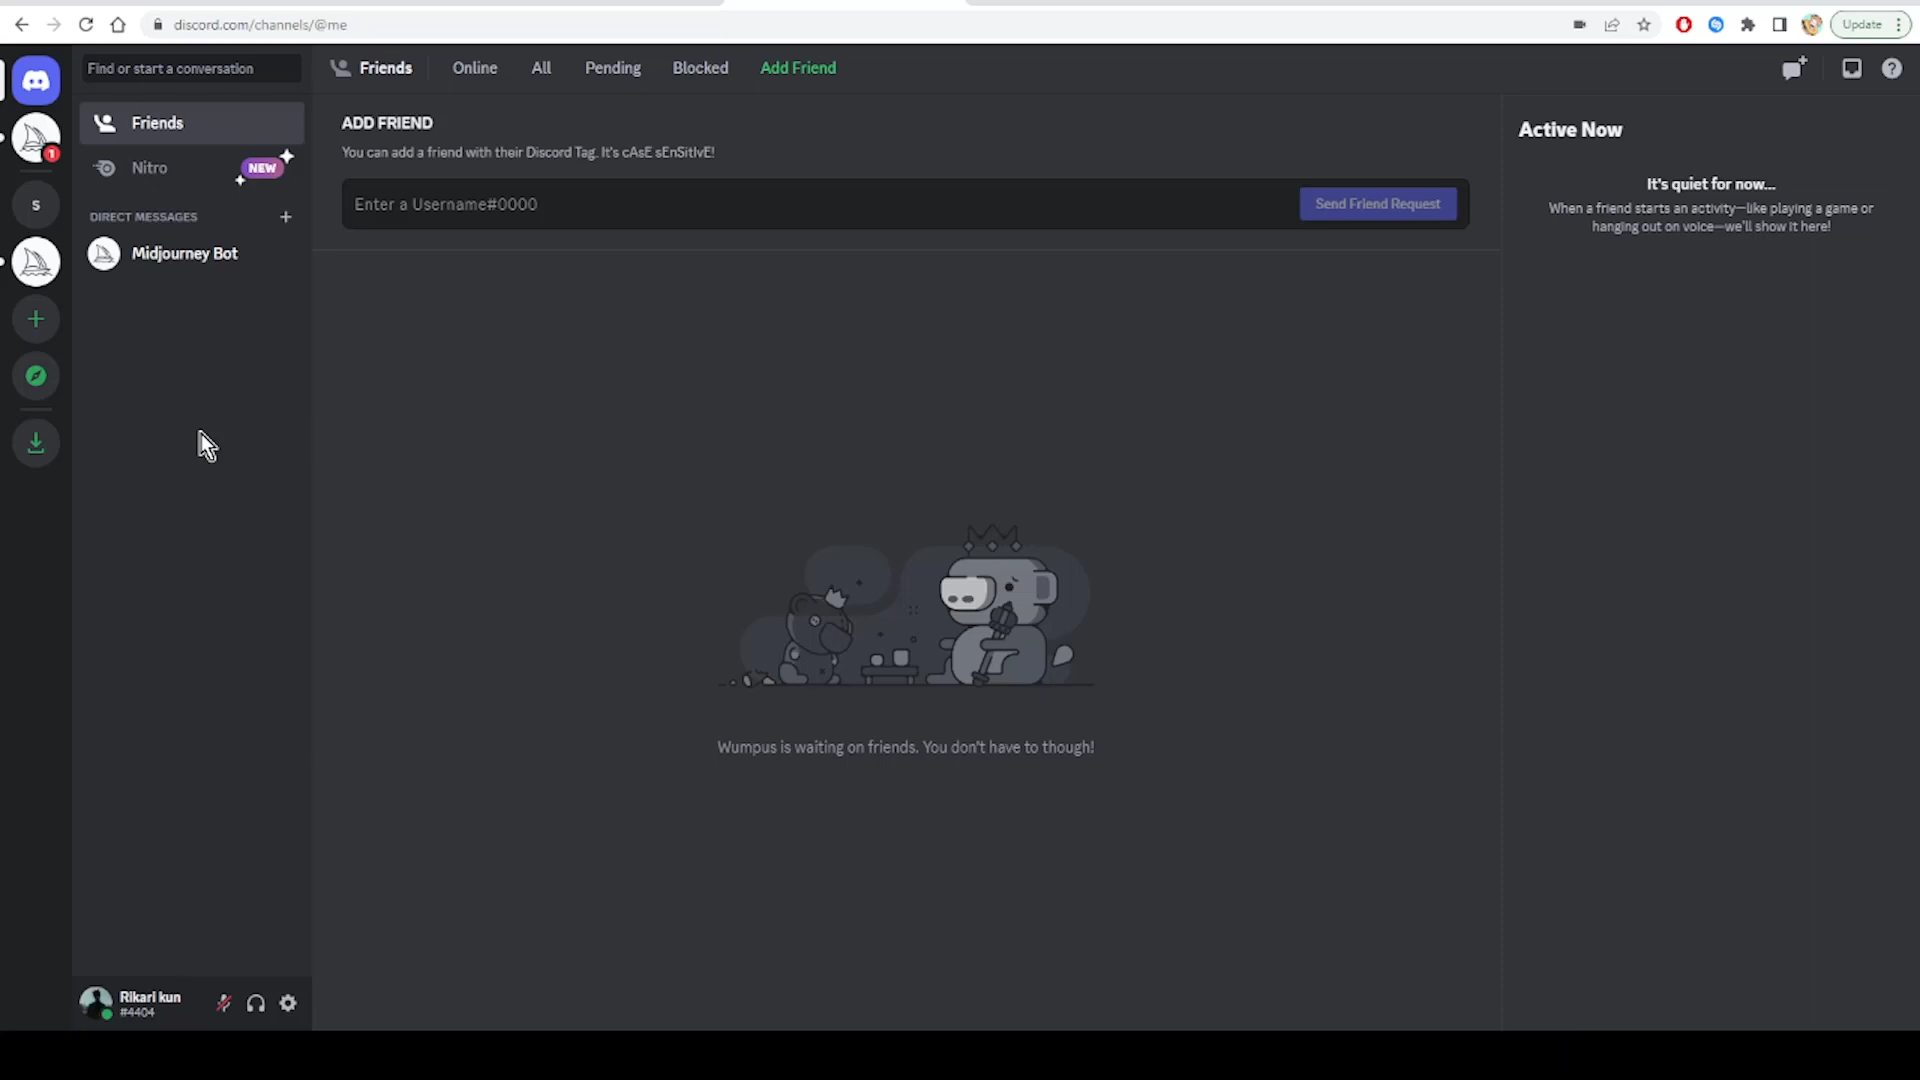 discord.com/channels/@me
Update
Find or start a conversation
Friends
Online
All
Pending
Blocked
Add Friend
Friends
Nitro
NEW
DIRECT MESSAGES
Midjourney Bot
1
S
ADD FRIEND
You can add a friend with their Discord Tag. It's cAsE sEnSitIvE!
Enter a Username#0000
Send Friend Request
Wumpus is waiting on friends. You don't have to though!
Active Now
It's quiet for now...
When a friend starts an activity—like playing a game or
hanging out on voice—we'll show it here!
Rikari kun
#4404